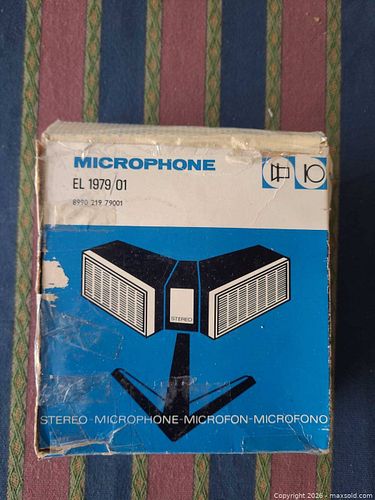 MICROPHONE
EL 1979/01
8990 219 79001
STEREO
STEREO-MICROPHONE-MICROFON-MICROFONO
Copyright © 2026 - maxsold.com